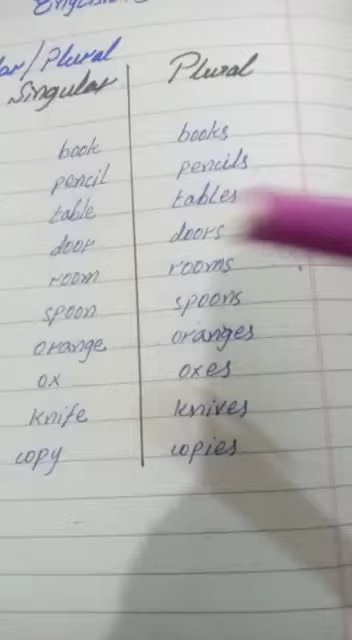 English
/Plural
Singular Plural
book books
pencil pencils
table tables
door doors
room rooms
spoon spoons
orange oranges
ox oxes
knife knives
copy copies